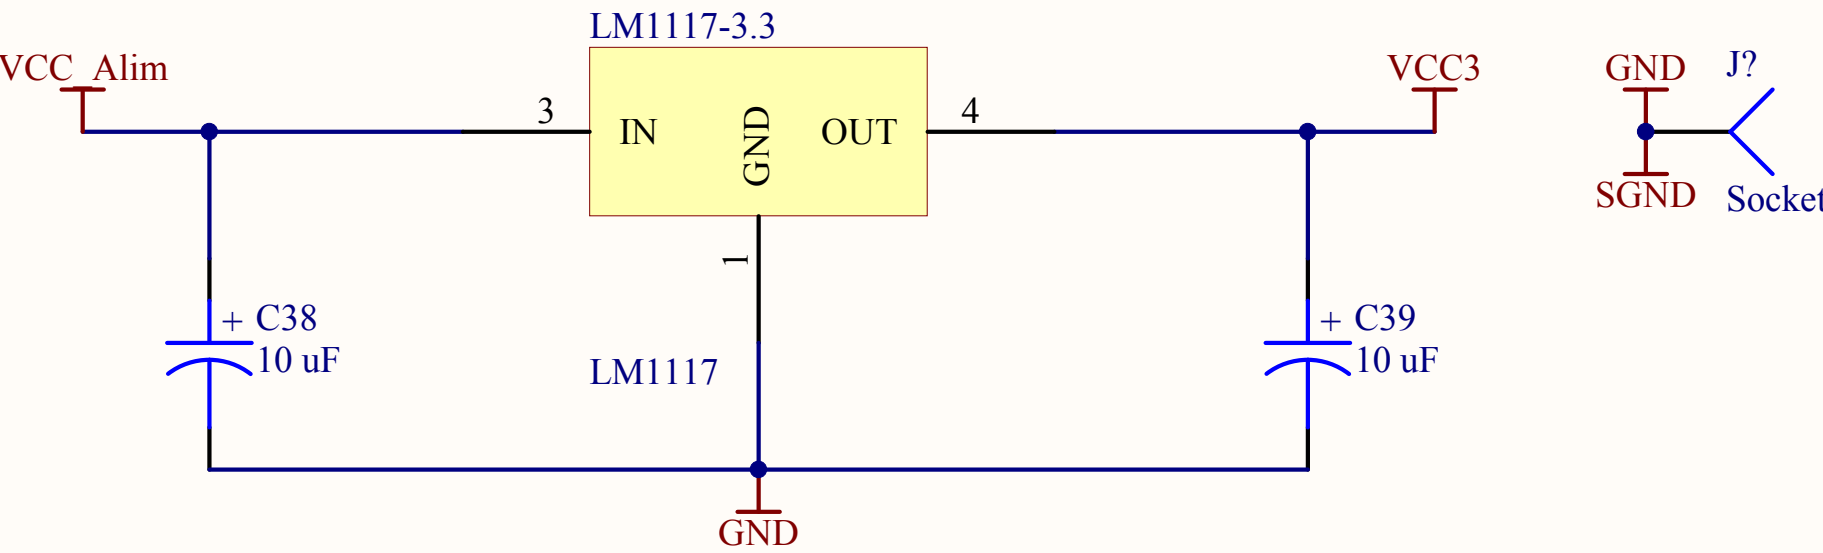 LM1117-3.3
VCC_Alim
VCC3
GND
J?
3
IN
GND
OUT
4
SGND
Socket
1
+ C38
10 uF
LM1117
+ C39
10 uF
GND